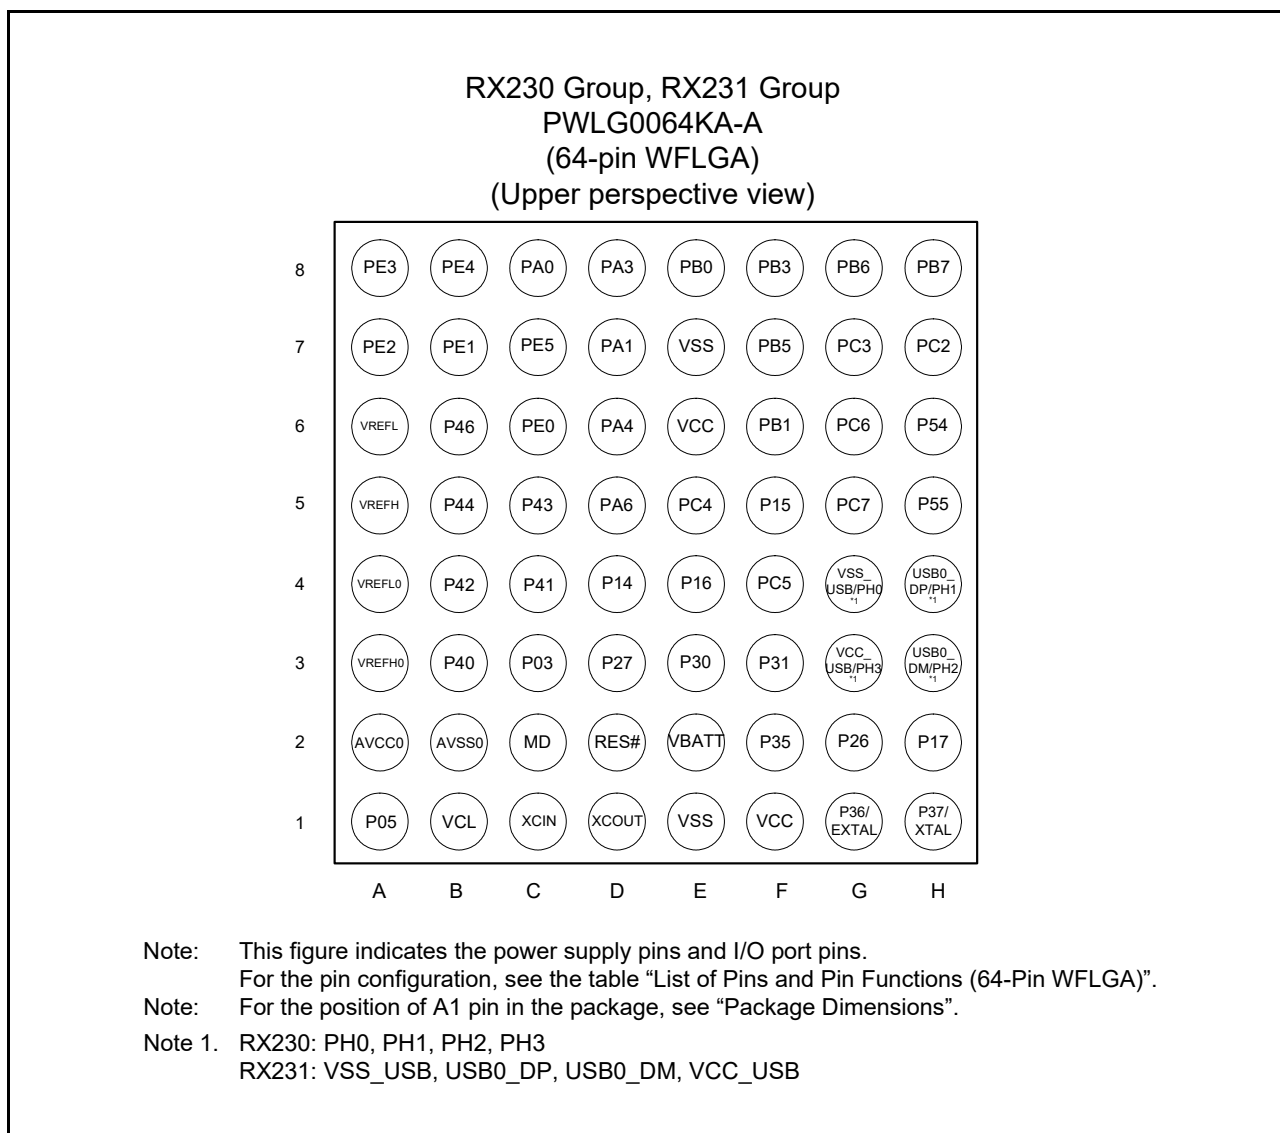 RX230 Group, RX231 Group
PWLG0064KA-A
(64-pin WFLGA)
(Upper perspective view)
8 PE3 PE4 PA0 PA3 PB0 PB3 PB6 PB7
7 PE2 PE1 PE5 PA1 VSS PB5 PC3 PC2
6 VREFL P46 PE0 PA4 VCC PB1 PC6 P54
5 VREFH P44 P43 PA6 PC4 P15 PC7 P55
4 VREFL0 P42 P41 P14 P16 PC5 VSS_USB/PH0 *1 USB0_DP/PH1 *1
3 VREFH0 P40 P03 P27 P30 P31 VCC_USB/PH3 *1 USB0_DM/PH2 *1
2 AVCC0 AVSS0 MD RES# VBATT P35 P26 P17
1 P05 VCL XCIN XCOUT VSS VCC P36/EXTAL P37/XTAL
A B C D E F G H
Note: This figure indicates the power supply pins and I/O port pins.
For the pin configuration, see the table “List of Pins and Pin Functions (64-Pin WFLGA)”.
Note: For the position of A1 pin in the package, see “Package Dimensions”.
Note 1. RX230: PH0, PH1, PH2, PH3
RX231: VSS_USB, USB0_DP, USB0_DM, VCC_USB